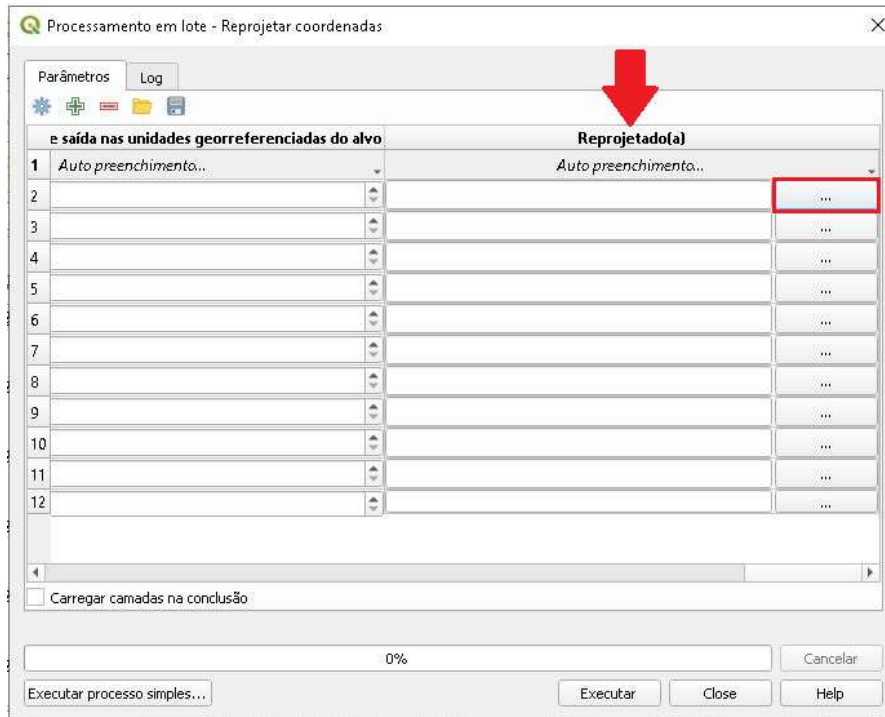 Processamento em lote - Reprojetar coordenadas
Parâmetros Log
e saída nas unidades georreferenciadas do alvo Reprojetado(a)
1 Auto preenchimento... Auto preenchimento...
2 ...
3 ...
4 ...
5 ...
6 ...
7 ...
8 ...
9 ...
10 ...
11 ...
12 ...
Carregar camadas na conclusão
0% Cancelar
Executar processo simples... Executar Close Help